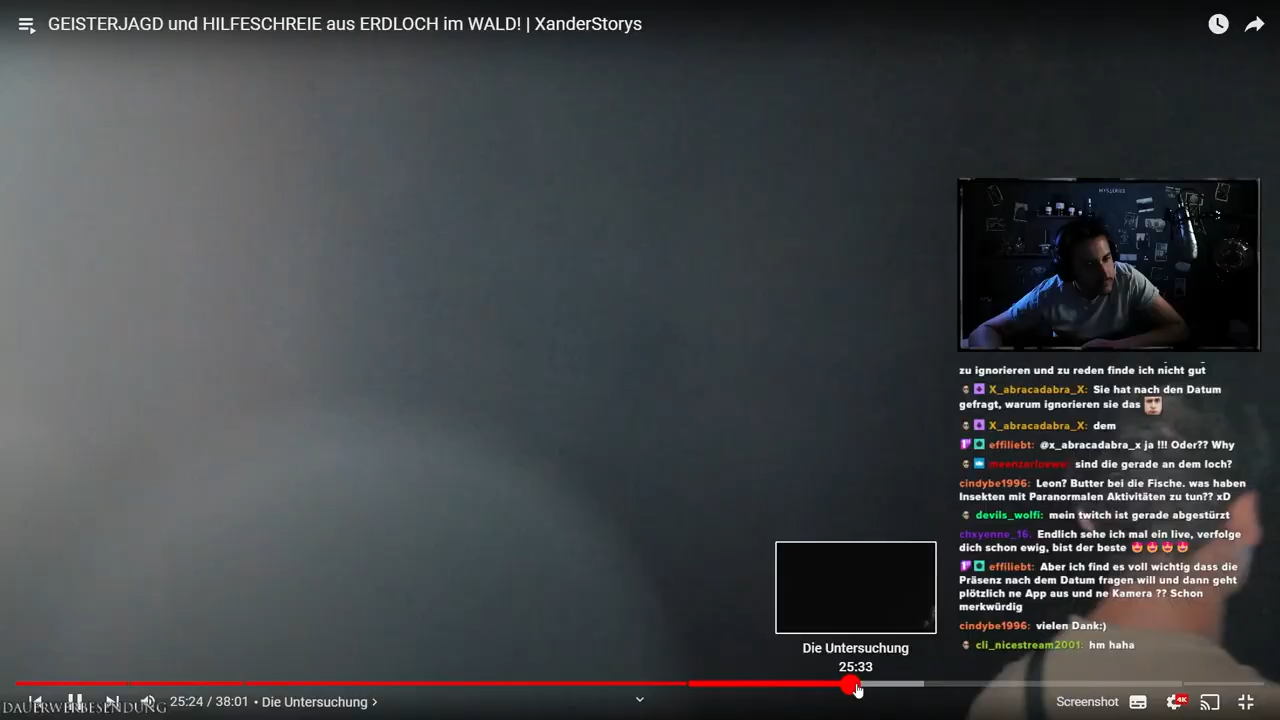 GEISTERJAGD und HILFESCHREIE aus ERDLOCH im WALD! | XanderStorys
zu ignorieren und zu reden finde ich nicht gut
X_abracadabra_X: Sie hat nach den Datum
gefragt, warum ignorieren sie das
X_abracadabra_X: dem
effiliebt: @x_abracadabra_x ja !!! Oder?? Why
meenzerloewe: sind die gerade an dem loch?
cindybe1996: Leon? Butter bei die Fische. was haben
Insekten mit Paranormalen Aktivitäten zu tun?? xD
devils_wolfi: mein twitch ist gerade abgestürzt
chxyenne_16: Endlich sehe ich mal ein live, verfolge
dich schon ewig, bist der beste
effiliebt: Aber ich find es voll wichtig dass die
Präsenz nach dem Datum fragen will und dann geht
plötzlich ne App aus und ne Kamera ?? Schon
merkwürdig
cindybe1996: vielen Dank:)
cli_nicestream2001: hm haha
Die Untersuchung
25:33
25:24 / 38:01 • Die Untersuchung
Screenshot
4K
DAUERWERBESENDUNG